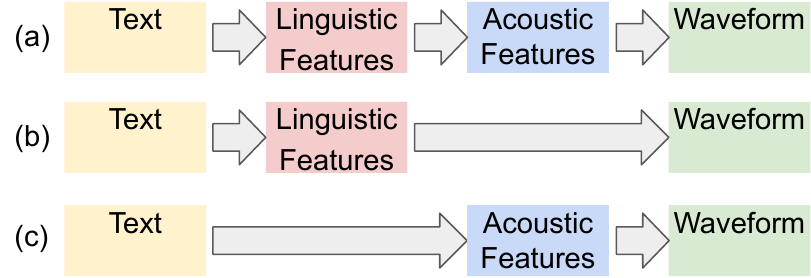 (a) Text Linguistic Features Acoustic Features Waveform
(b) Text Linguistic Features Waveform
(c) Text Acoustic Features Waveform